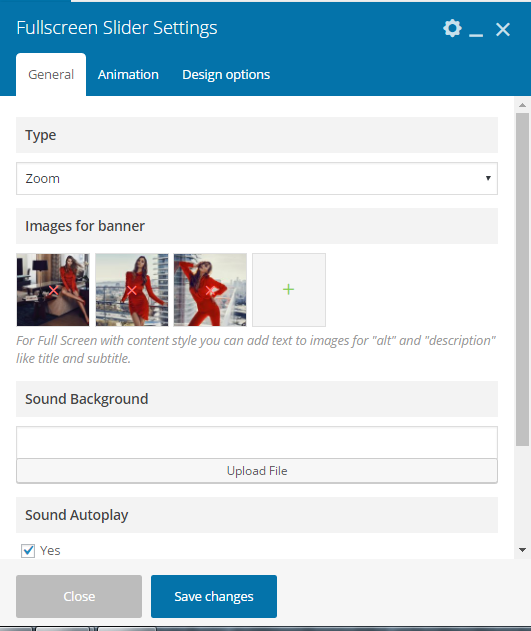 Fullscreen Slider Settings
General Animation Design options
Type
Zoom
Images for banner
For Full Screen with content style you can add text to images for "alt" and "description"
like title and subtitle.
Sound Background
Upload File
Sound Autoplay
Yes
Close Save changes